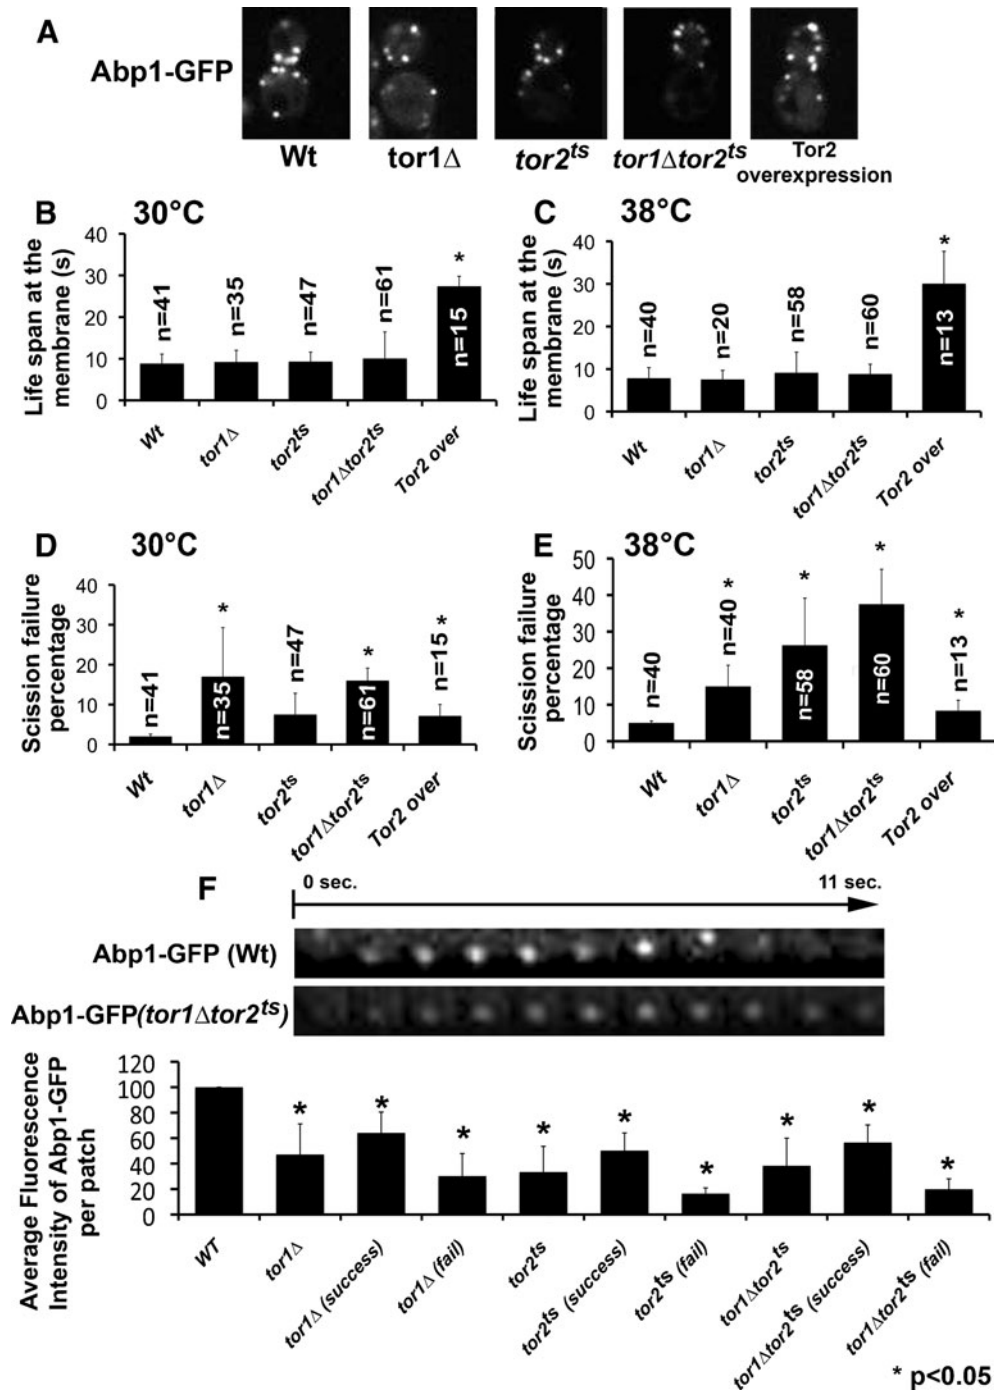 A
Abp1-GFP
Wt
tor1Δ
tor2ts
tor1Δtor2ts
Tor2
overexpression
B
30°C
Life span at the
membrane (s)
40
30
20
10
0
n=41
n=35
n=47
n=61
n=15
*
Wt
tor1Δ
tor2ts
tor1Δtor2ts
Tor2 over
C
38°C
Life span at the
membrane (s)
40
30
20
10
0
n=40
n=20
n=58
n=60
n=13
*
Wt
tor1Δ
tor2ts
tor1Δtor2ts
Tor2 over
D
30°C
Scission failure
percentage
40
30
20
10
0
n=41
n=35
*
n=47
n=61
*
n=15
*
Wt
tor1Δ
tor2ts
tor1Δtor2ts
Tor2 over
E
38°C
Scission failure
percentage
50
40
30
20
10
0
n=40
n=40
*
n=58
*
n=60
*
n=13
*
Wt
tor1Δ
tor2ts
tor1Δtor2ts
Tor2 over
F
0 sec.
11 sec.
Abp1-GFP (Wt)
Abp1-GFP(tor1Δtor2ts)
Average Fluorescence
Intensity of Abp1-GFP
per patch
120
100
80
60
40
20
0
* * * * * * * * *
WT
tor1Δ
tor1Δ (success)
tor1Δ (fail)
tor2ts
tor2ts (success)
tor2ts (fail)
tor1Δtor2ts
tor1Δtor2ts (success)
tor1Δtor2ts (fail)
* p<0.05